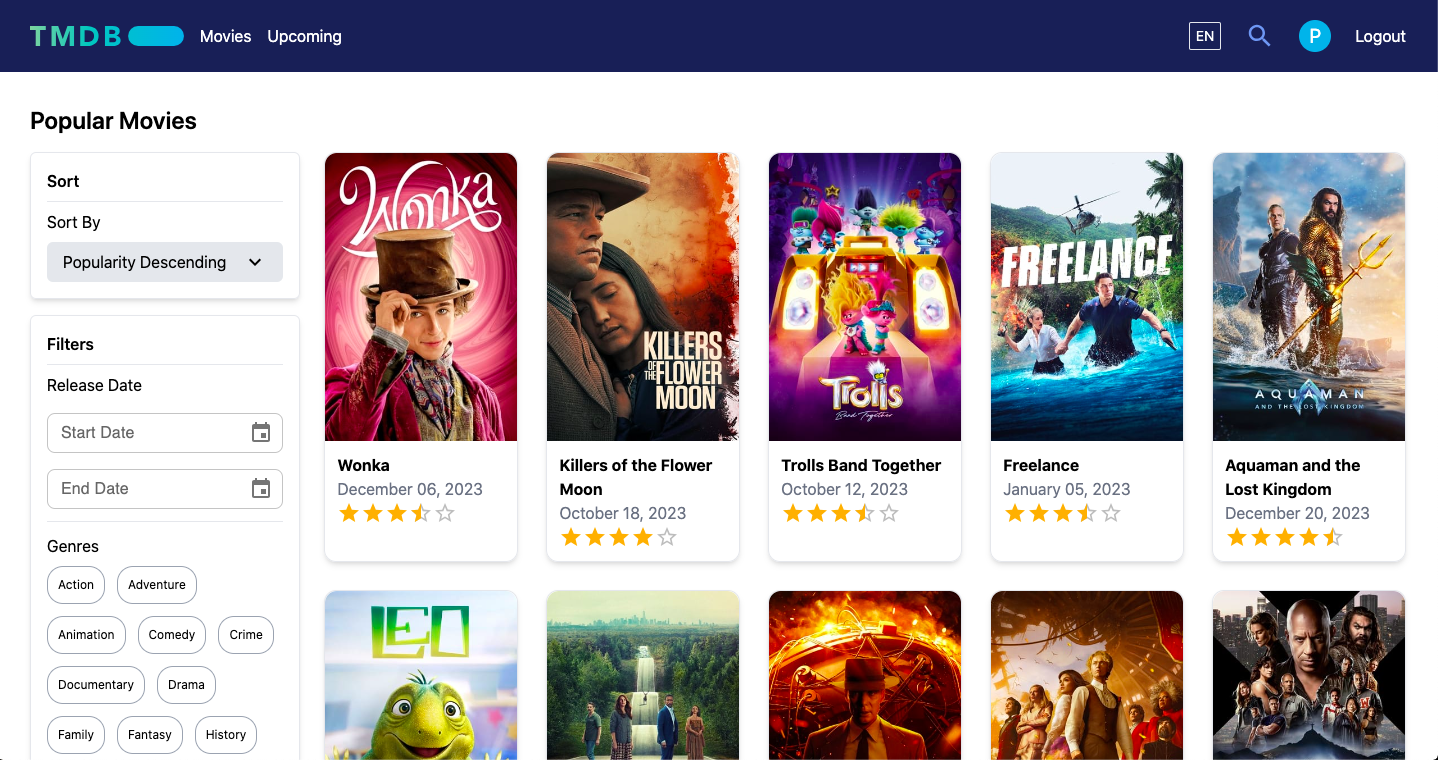 TMDB
Movies
Upcoming
EN
P
Logout
Popular Movies
Sort
Sort By
Popularity Descending
Filters
Release Date
Start Date
End Date
Genres
Action
Adventure
Animation
Comedy
Crime
Documentary
Drama
Family
Fantasy
History
Wonka
KILLERS
OF THE FLOWER
MOON
Trolls
Band Together
FREELANCE
AQUAMAN
AND THE LOST KINGDOM
Wonka
December 06, 2023
Killers of the Flower
Moon
October 18, 2023
Trolls Band Together
October 12, 2023
Freelance
January 05, 2023
Aquaman and the
Lost Kingdom
December 20, 2023
LEO